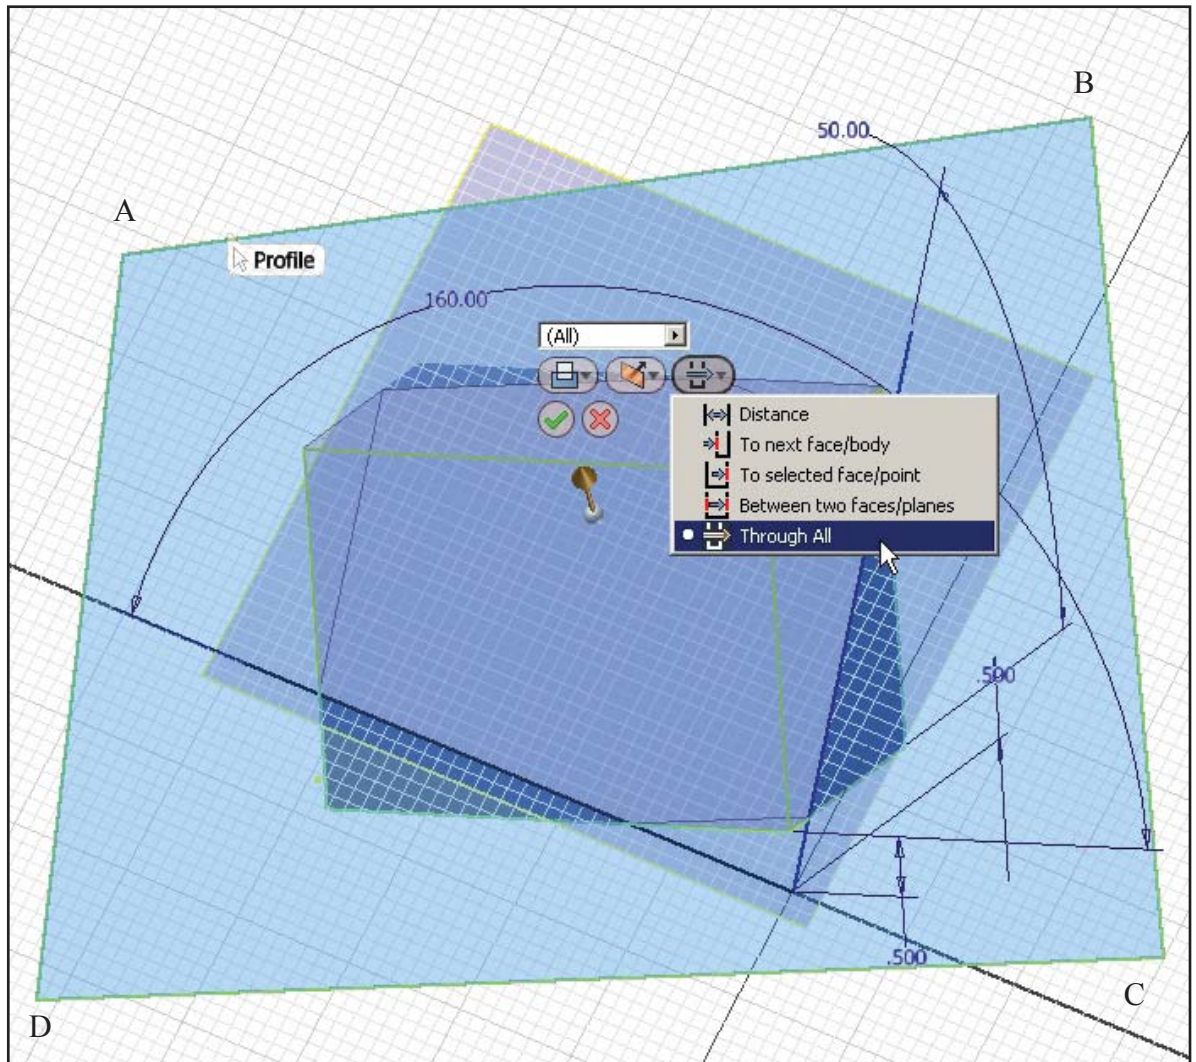 B
50.00
A
Profile
160.00
(All)
Distance
To next face/body
To selected face/point
Between two faces/planes
Through All
.500
.500
C
D